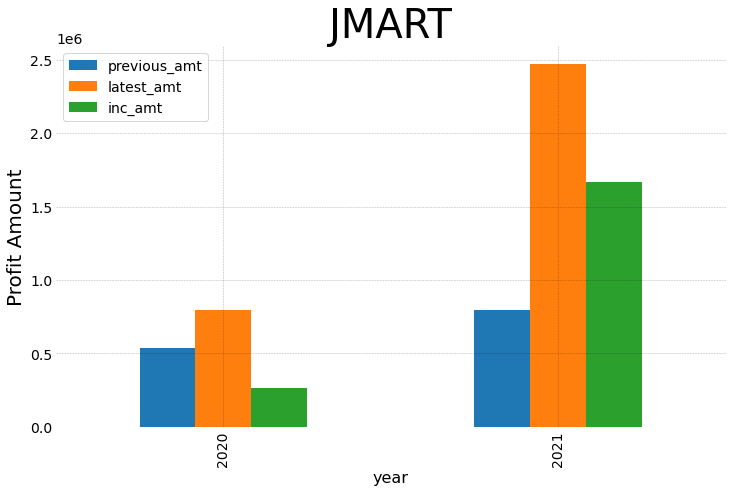 JMART
1e6
previous_amt
latest_amt
inc_amt
2.5
2.0
1.5
1.0
0.5
0.0
Profit Amount
2020
2021
year